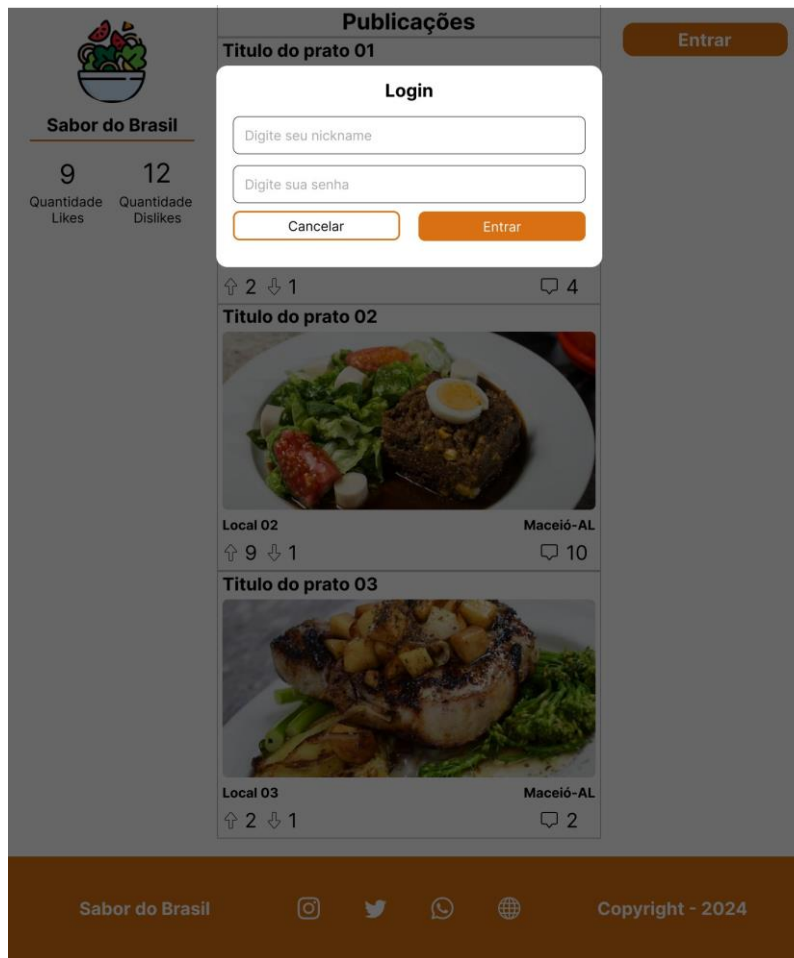 Publicações
Entrar
Titulo do prato 01
Login
Digite seu nickname
Digite sua senha
Cancelar
Entrar
Sabor do Brasil
9
12
Quantidade Likes
Quantidade Dislikes
2 1 4
Titulo do prato 02
Local 02 Maceió-AL
9 1 10
Titulo do prato 03
Local 03 Maceió-AL
2 1 2
Sabor do Brasil
Copyright - 2024